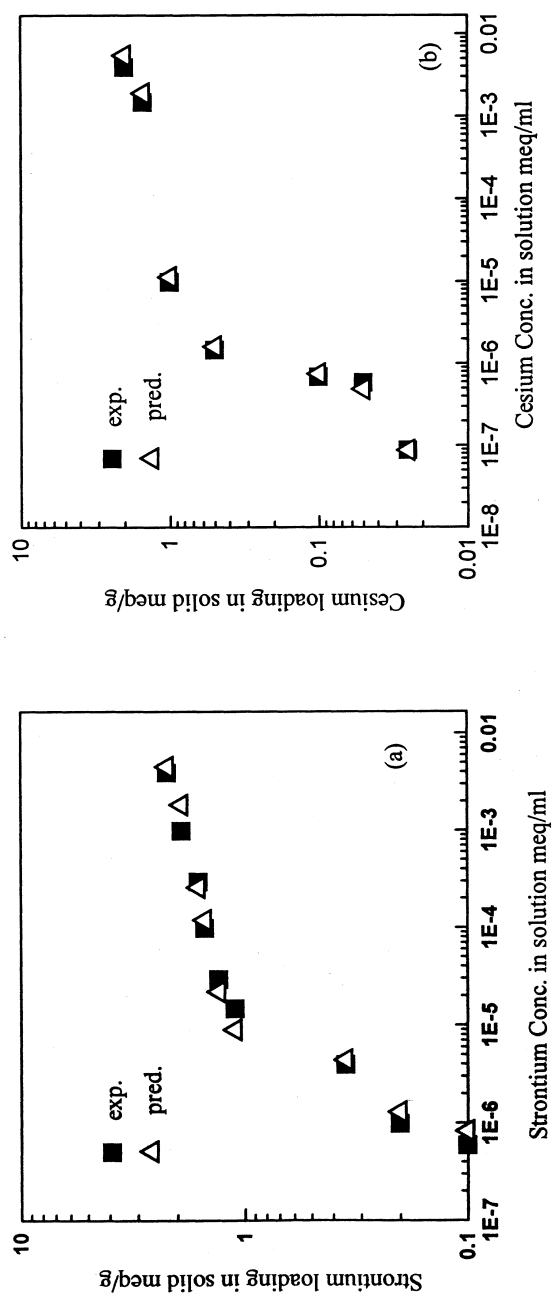 10
1
0.1
Strontium loading in solid meq/g
exp.
pred.
(a)
1E-7
1E-6
1E-5
1E-4
1E-3
0.01
Strontium Conc. in solution meq/ml
10
1
0.1
0.01
Cesium loading in solid meq/g
exp.
pred.
(b)
1E-8
1E-7
1E-6
1E-5
1E-4
1E-3
0.01
Cesium Conc. in solution meq/ml